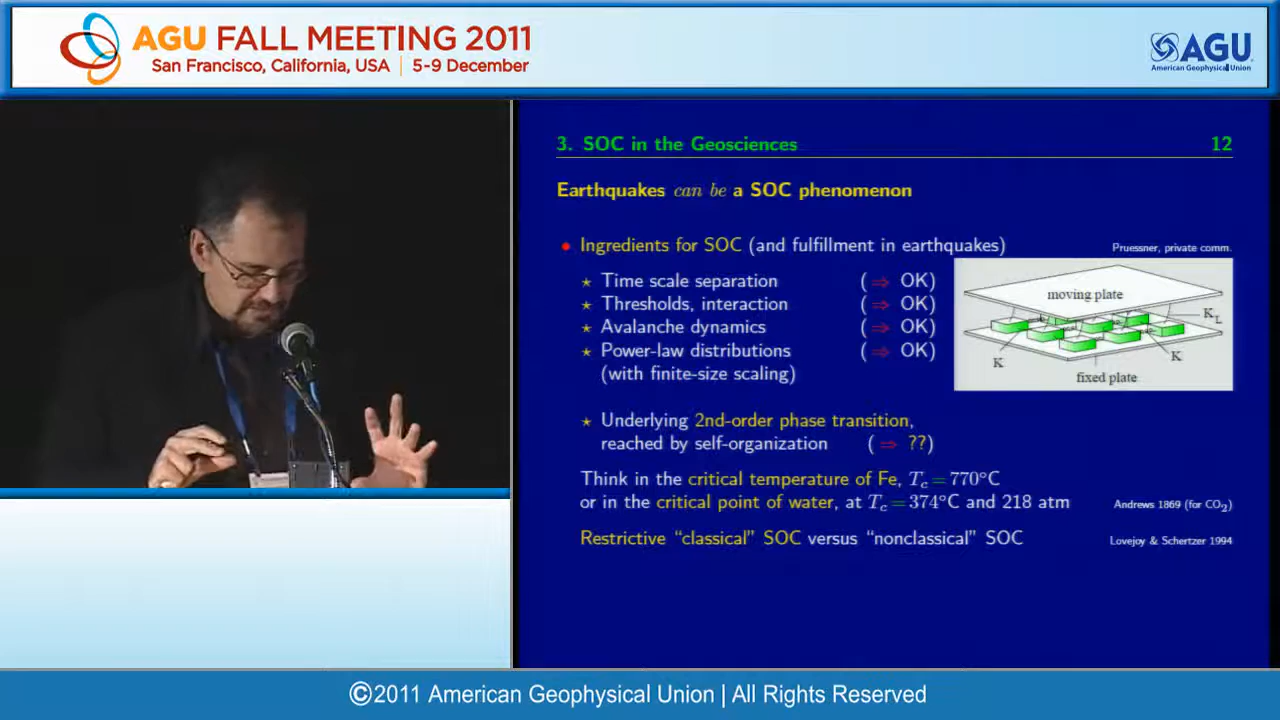 AGU FALL MEETING 2011
San Francisco, California, USA | 5-9 December
AGU
American Geophysical Union
3. SOC in the Geosciences 12
Earthquakes can be a SOC phenomenon
• Ingredients for SOC (and fulfillment in earthquakes) Pruessner, private comm.
⋆ Time scale separation (⇒ OK)
⋆ Thresholds, interaction (⇒ OK)
⋆ Avalanche dynamics (⇒ OK)
⋆ Power-law distributions (⇒ OK)
(with finite-size scaling)
moving plate
K_L
K
K
fixed plate
⋆ Underlying 2nd-order phase transition,
reached by self-organization (⇒ ??)
Think in the critical temperature of Fe, T_c = 770°C
or in the critical point of water, at T_c = 374°C and 218 atm Andrews 1869 (for CO₂)
Restrictive “classical” SOC versus “nonclassical” SOC Lovejoy & Schertzer 1994
©2011 American Geophysical Union | All Rights Reserved